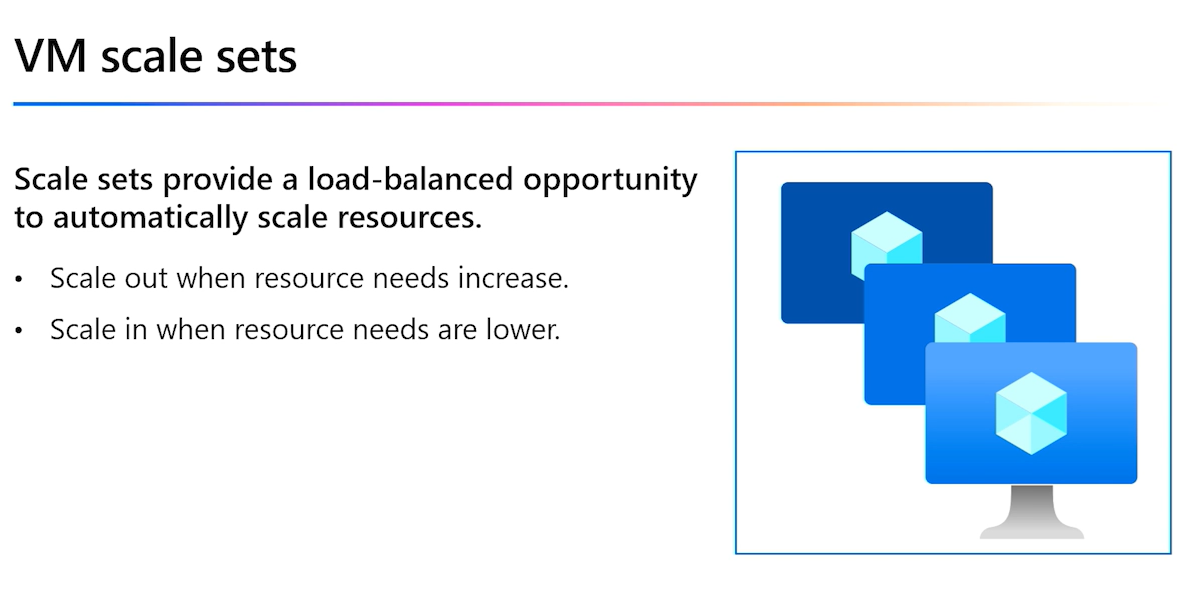 VM scale sets
Scale sets provide a load-balanced opportunity
to automatically scale resources.
• Scale out when resource needs increase.
• Scale in when resource needs are lower.